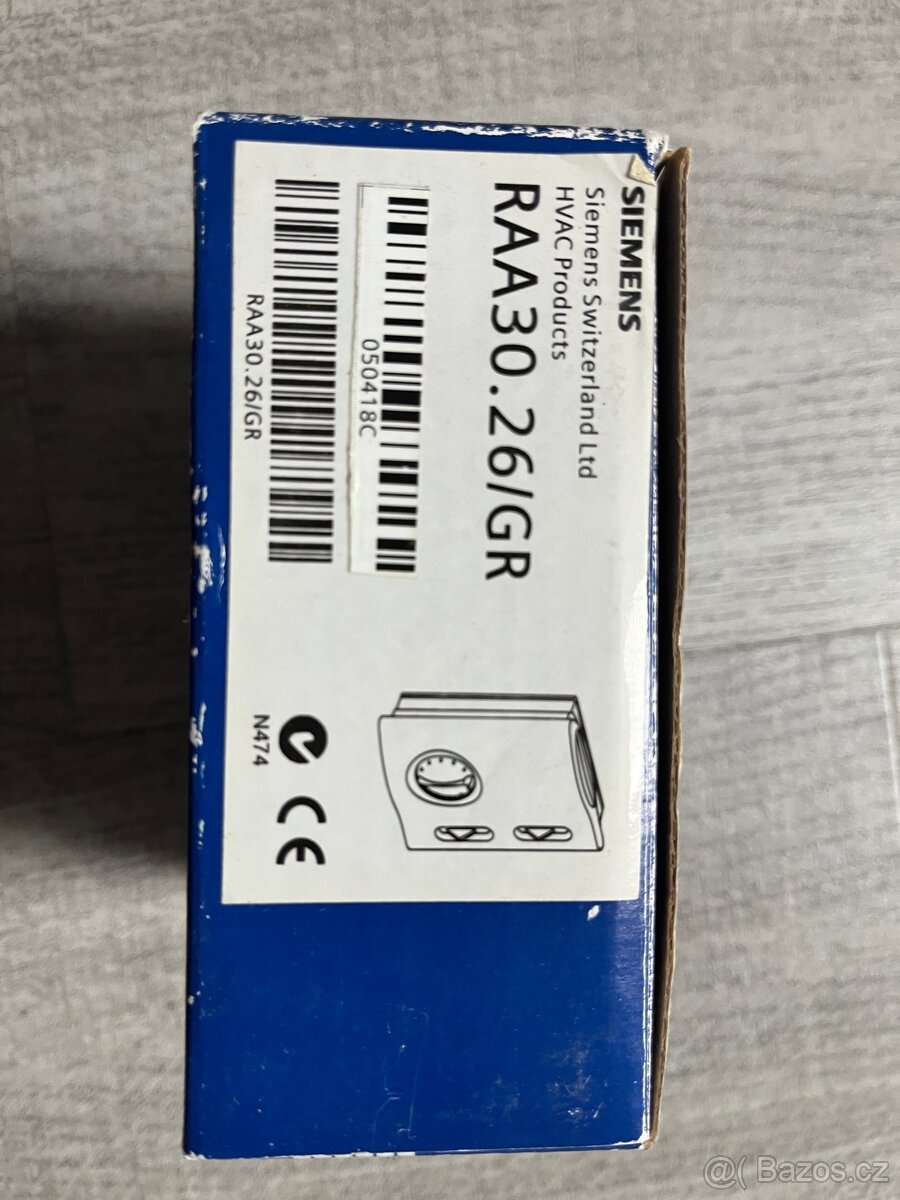 SIEMENS
Siemens Switzerland Ltd
HVAC Products
RAA30.26/GR
050418C
RAA30.26/GR
N474
CE
@( Bazos.cz